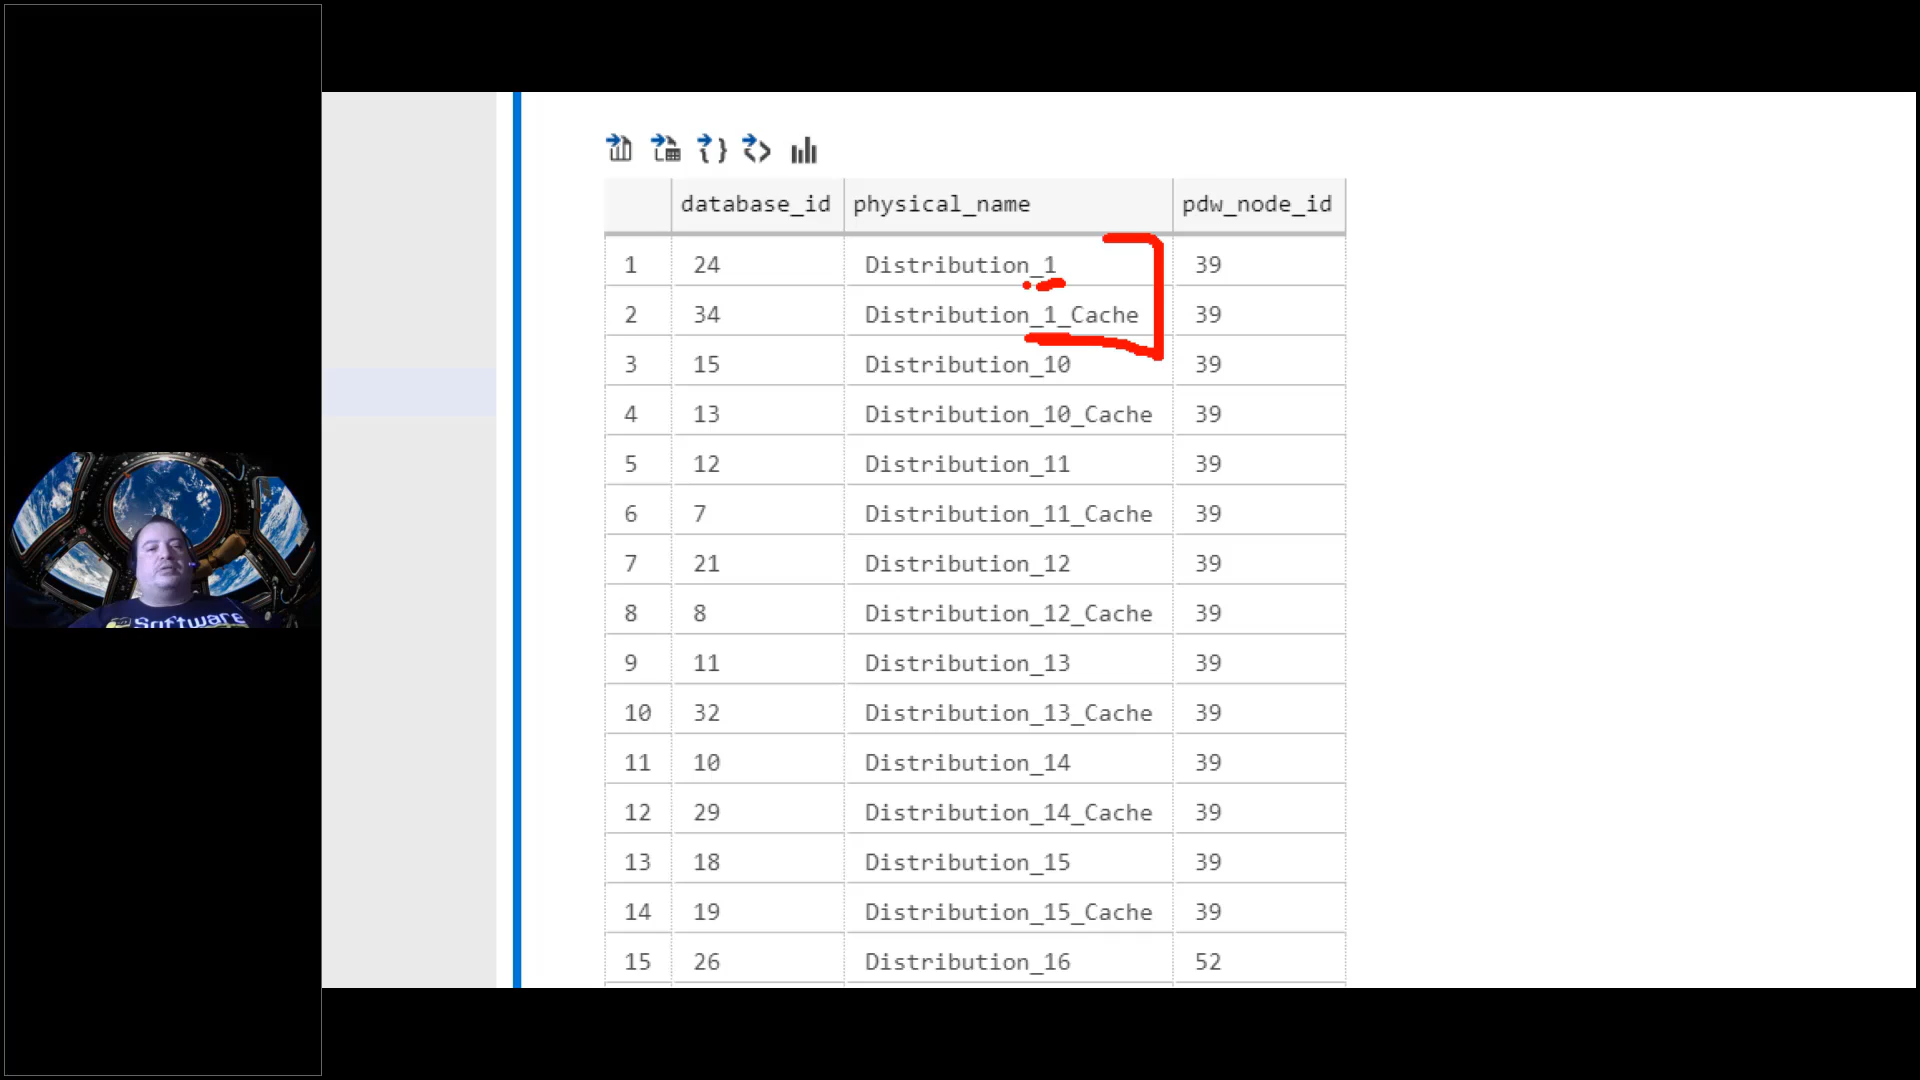 database_id physical_name pdw_node_id
1 24 Distribution_1 39
2 34 Distribution_1_Cache 39
3 15 Distribution_10 39
4 13 Distribution_10_Cache 39
5 12 Distribution_11 39
6 7 Distribution_11_Cache 39
7 21 Distribution_12 39
8 8 Distribution_12_Cache 39
9 11 Distribution_13 39
10 32 Distribution_13_Cache 39
11 10 Distribution_14 39
12 29 Distribution_14_Cache 39
13 18 Distribution_15 39
14 19 Distribution_15_Cache 39
15 26 Distribution_16 52
Software